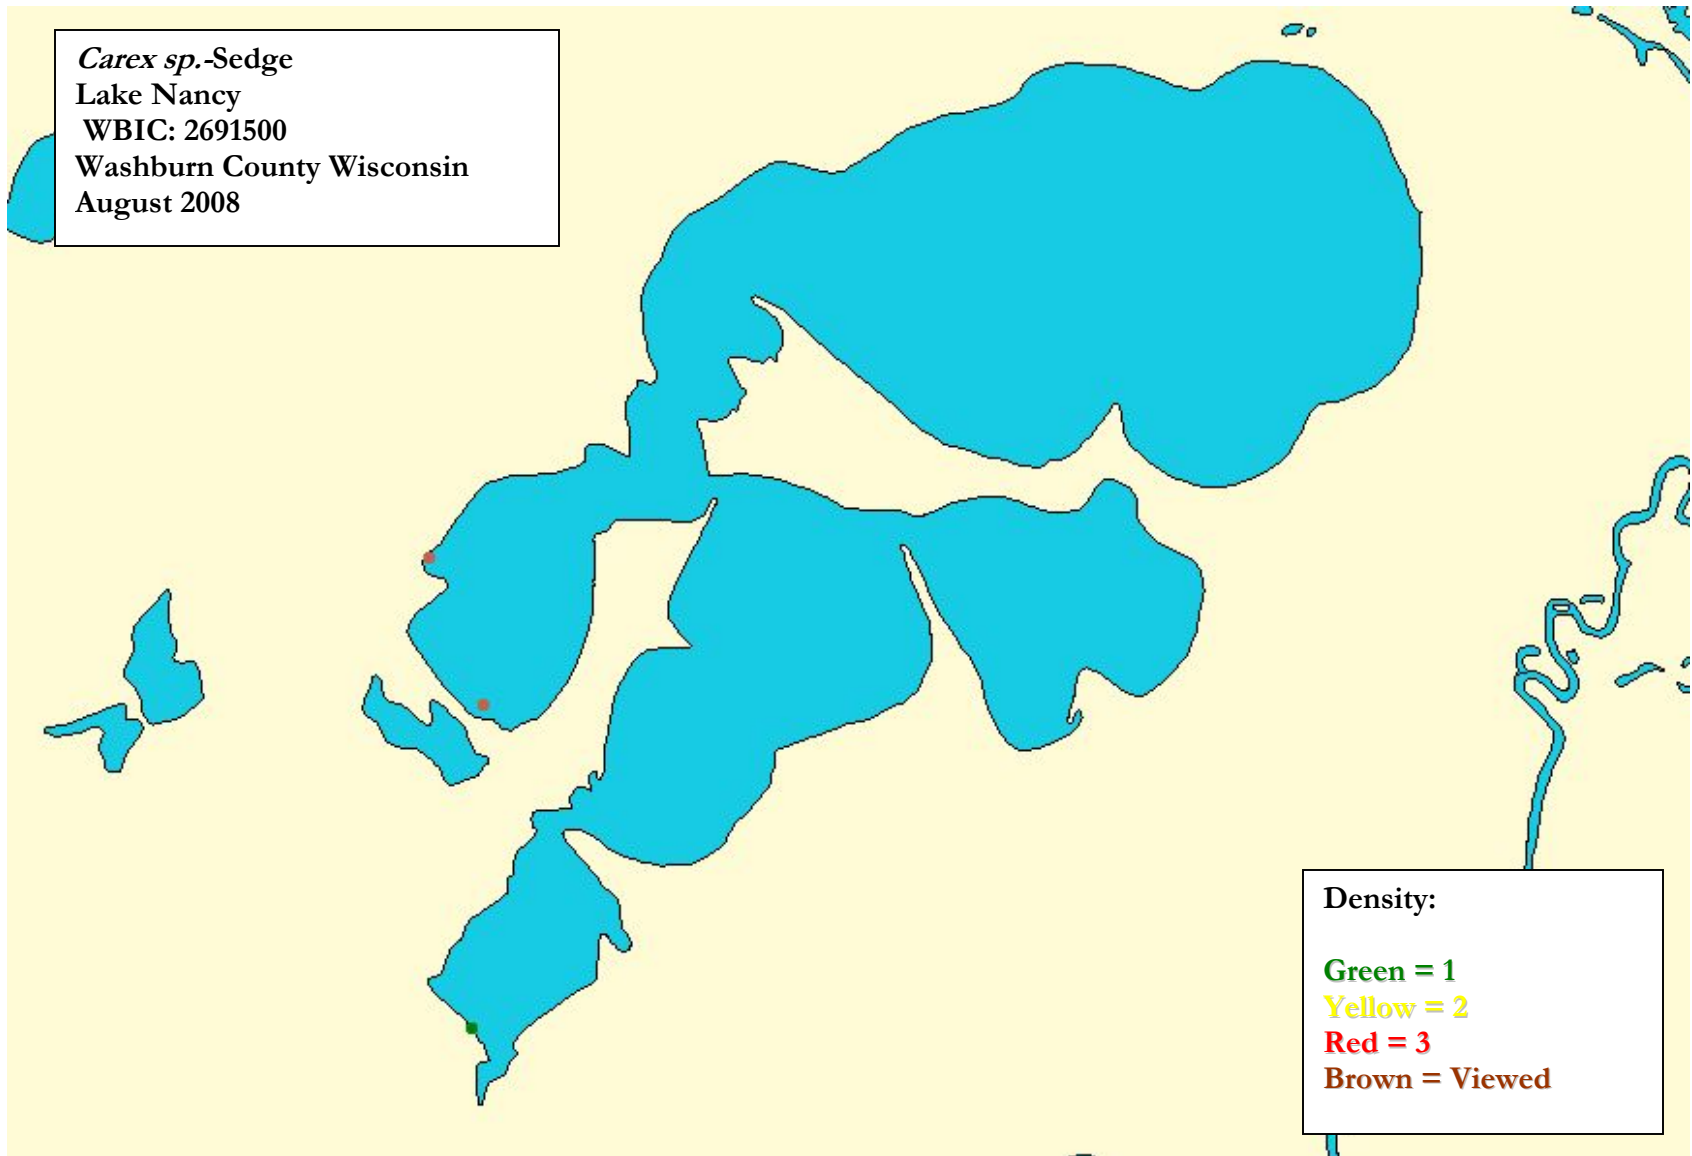 Carex sp.-Sedge
Lake Nancy
WBIC: 2691500
Washburn County Wisconsin
August 2008
Density:
Green = 1
Yellow = 2
Red = 3
Brown = Viewed